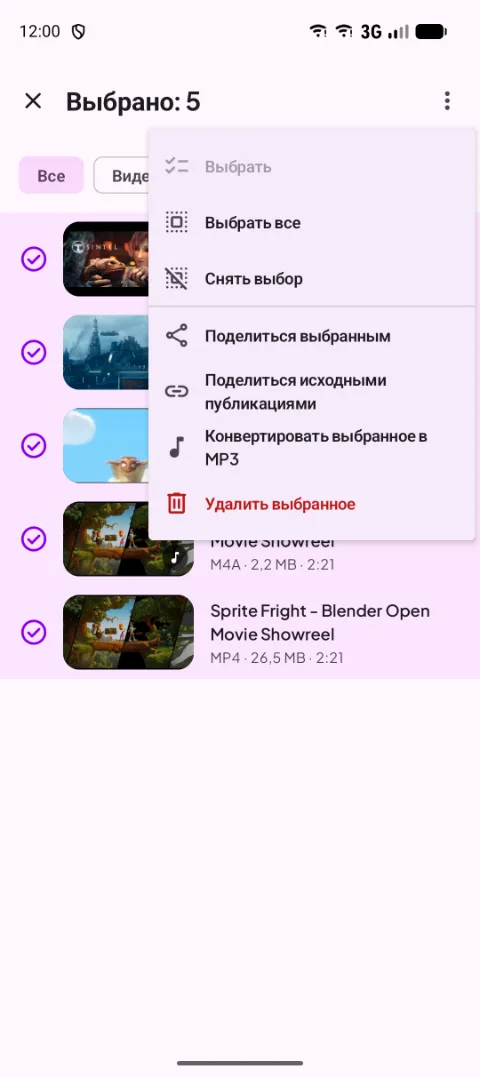 12:00
3G
Выбрано: 5
Все
Виде
Выбрать
Выбрать все
Снять выбор
Поделиться выбранным
Поделиться исходными
публикациями
Конвертировать выбранное в
MP3
Удалить выбранное
SINTEL
Movie Showreel
M4A · 2,2 MB · 2:21
Sprite Fright – Blender Open
Movie Showreel
MP4 · 26,5 MB · 2:21